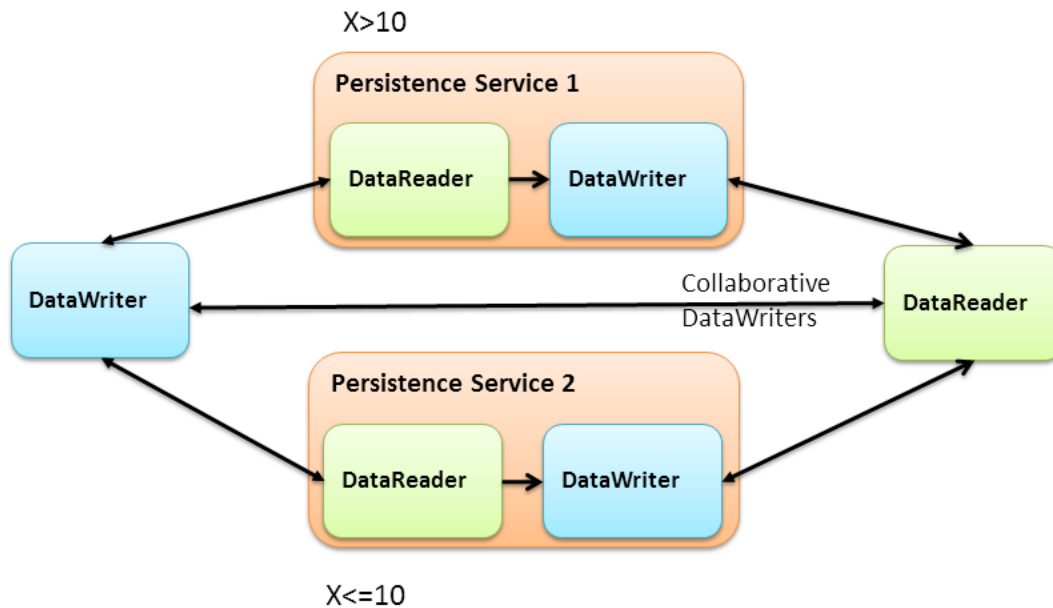 X>10
Persistence Service 1
DataReader
DataWriter
DataWriter
Collaborative
DataWriters
DataReader
Persistence Service 2
DataReader
DataWriter
X<=10